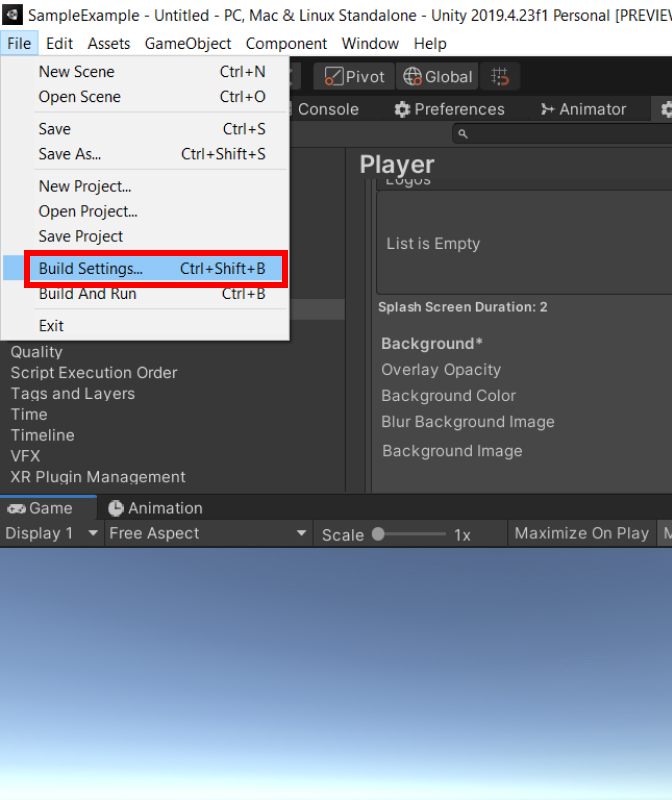 SampleExample - Untitled - PC, Mac & Linux Standalone - Unity 2019.4.23f1 Personal [PREVIEW
File Edit Assets GameObject Component Window Help
New Scene Ctrl+N
Open Scene Ctrl+O
Save Ctrl+S
Save As... Ctrl+Shift+S
New Project...
Open Project...
Save Project
Build Settings... Ctrl+Shift+B
Build And Run Ctrl+B
Exit
Pivot Global
Console Preferences Animator
Player
Logos
List is Empty
Splash Screen Duration: 2
Background*
Overlay Opacity
Background Color
Blur Background Image
Background Image
Quality
Script Execution Order
Tags and Layers
Time
Timeline
VFX
XR Plugin Management
Game Animation
Display 1 Free Aspect Scale 1x Maximize On Play